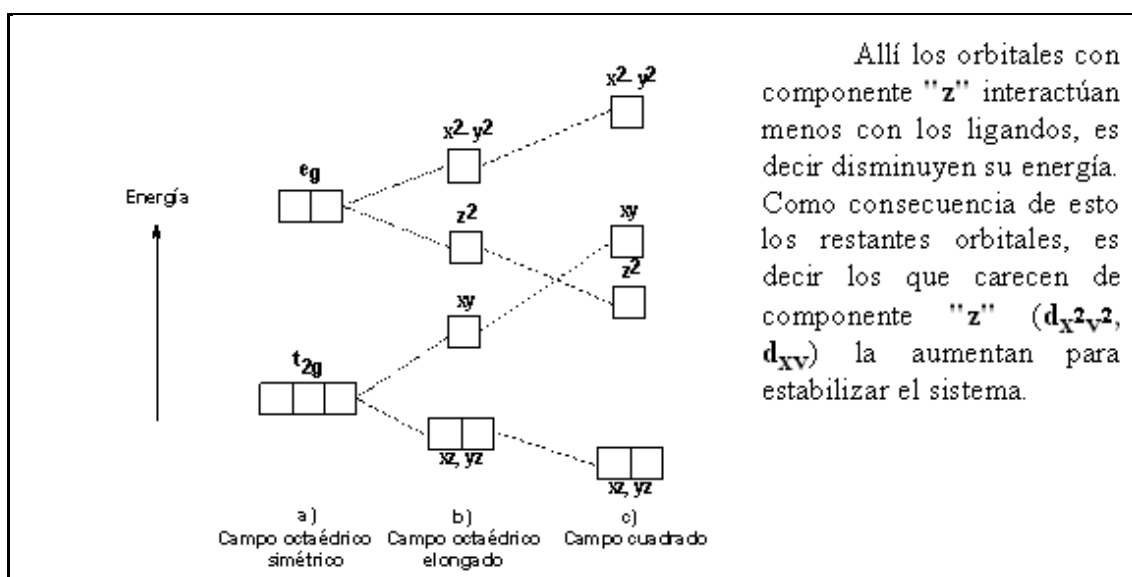 Allí los orbitales con
componente "z" interactúan
menos con los ligandos, es
decir disminuyen su energía.
Como consecuencia de esto
los restantes orbitales, es
decir los que carecen de
componente "z" (dx²v²,
dxv) la aumentan para
estabilizar el sistema.
Energía
eg
t2g
x²-y²
z²
xy
xz, yz
x²-y²
xy
z²
xz, yz
a)
Campo octaédrico
simétrico
b)
Campo octaédrico
elongado
c)
Campo cuadrado